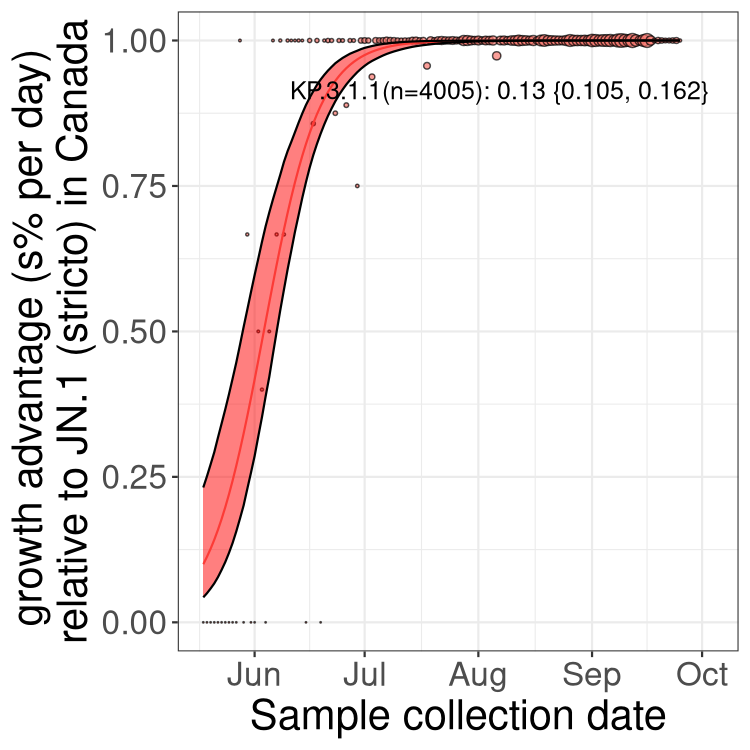 growth advantage (s% per day)
relative to JN.1 (stricto) in Canada
1.00
0.75
0.50
0.25
0.00
KP.3.1.1(n=4005): 0.13 {0.105, 0.162}
Jun Jul Aug Sep Oct
Sample collection date